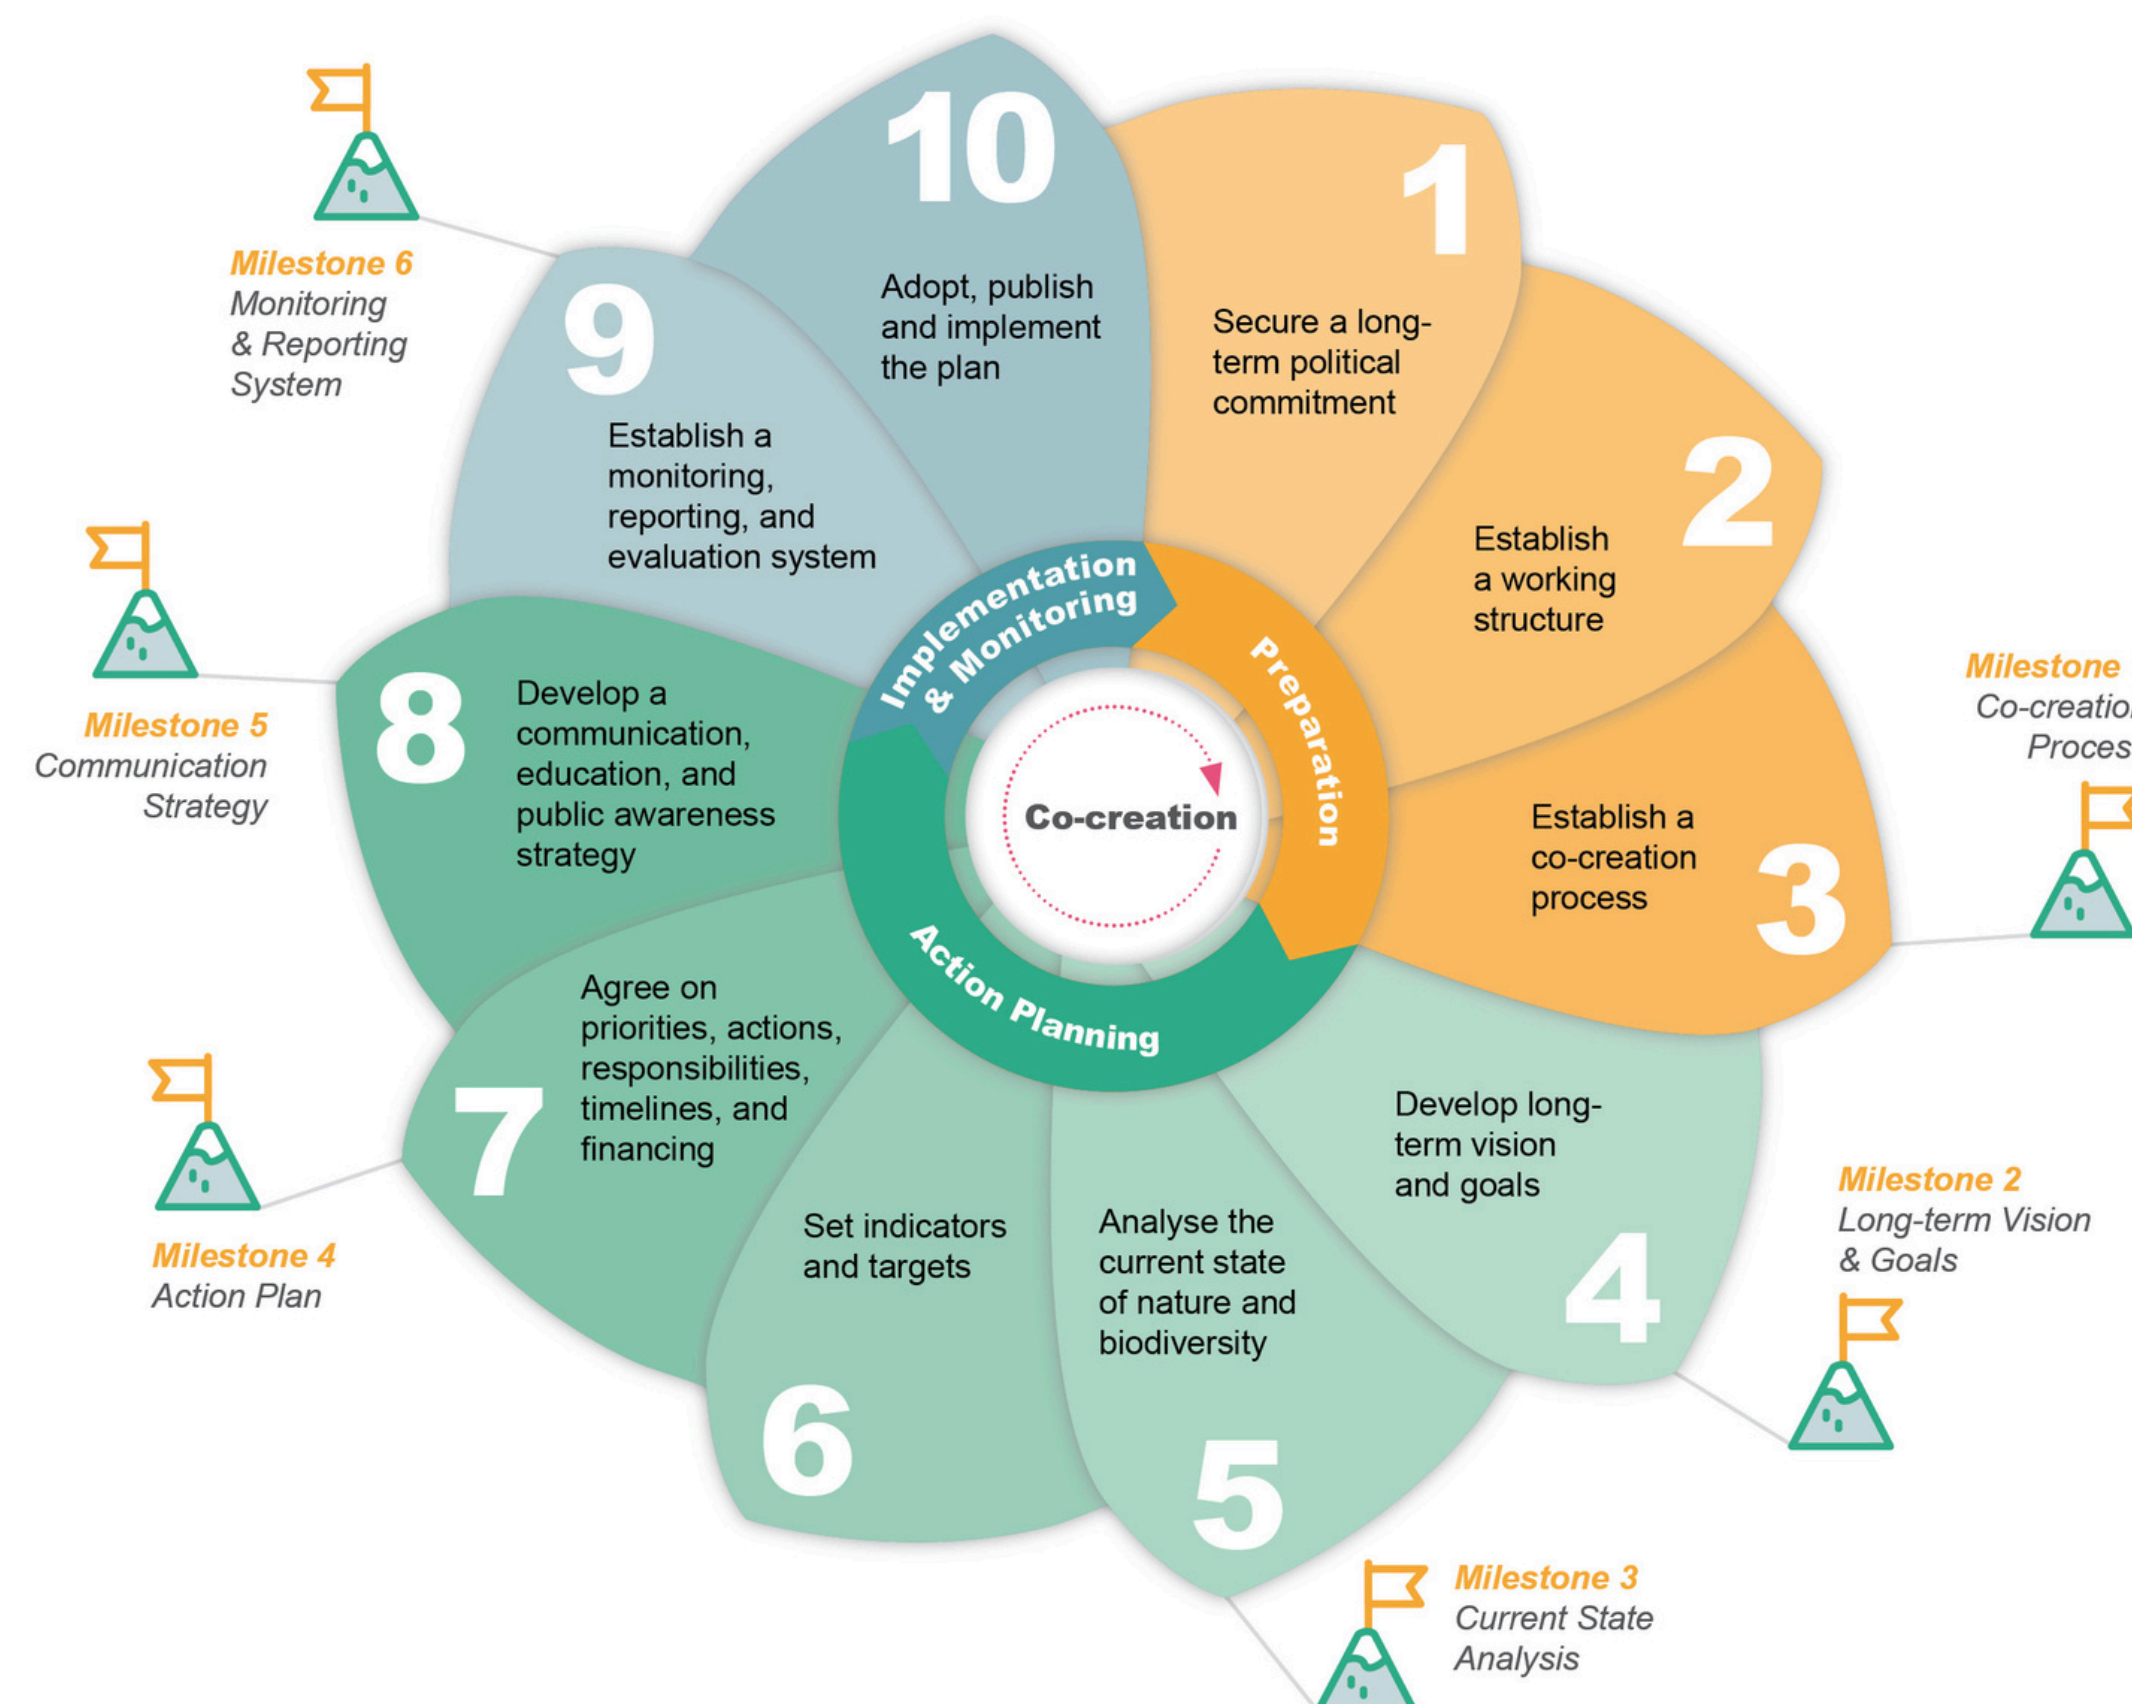 10
Adopt, publish
and implement
the plan
1
Secure a long-
term political
commitment
2
Establish
a working
structure
3
Establish a
co-creation
process
4
Develop long-
term vision
and goals
5
Analyse the
current state
of nature and
biodiversity
6
Set indicators
and targets
7
Agree on
priorities, actions,
responsibilities,
timelines, and
financing
8
Develop a
communication,
education, and
public awareness
strategy
9
Establish a
monitoring,
reporting, and
evaluation system
Implementation
& Monitoring
Preparation
Action Planning
Co-creation
Milestone
Milestone 2
Long-term Vision
& Goals
Milestone 3
Current State
Analysis
Milestone 4
Action Plan
Milestone 5
Communication
Strategy
Milestone 6
Monitoring
& Reporting
System